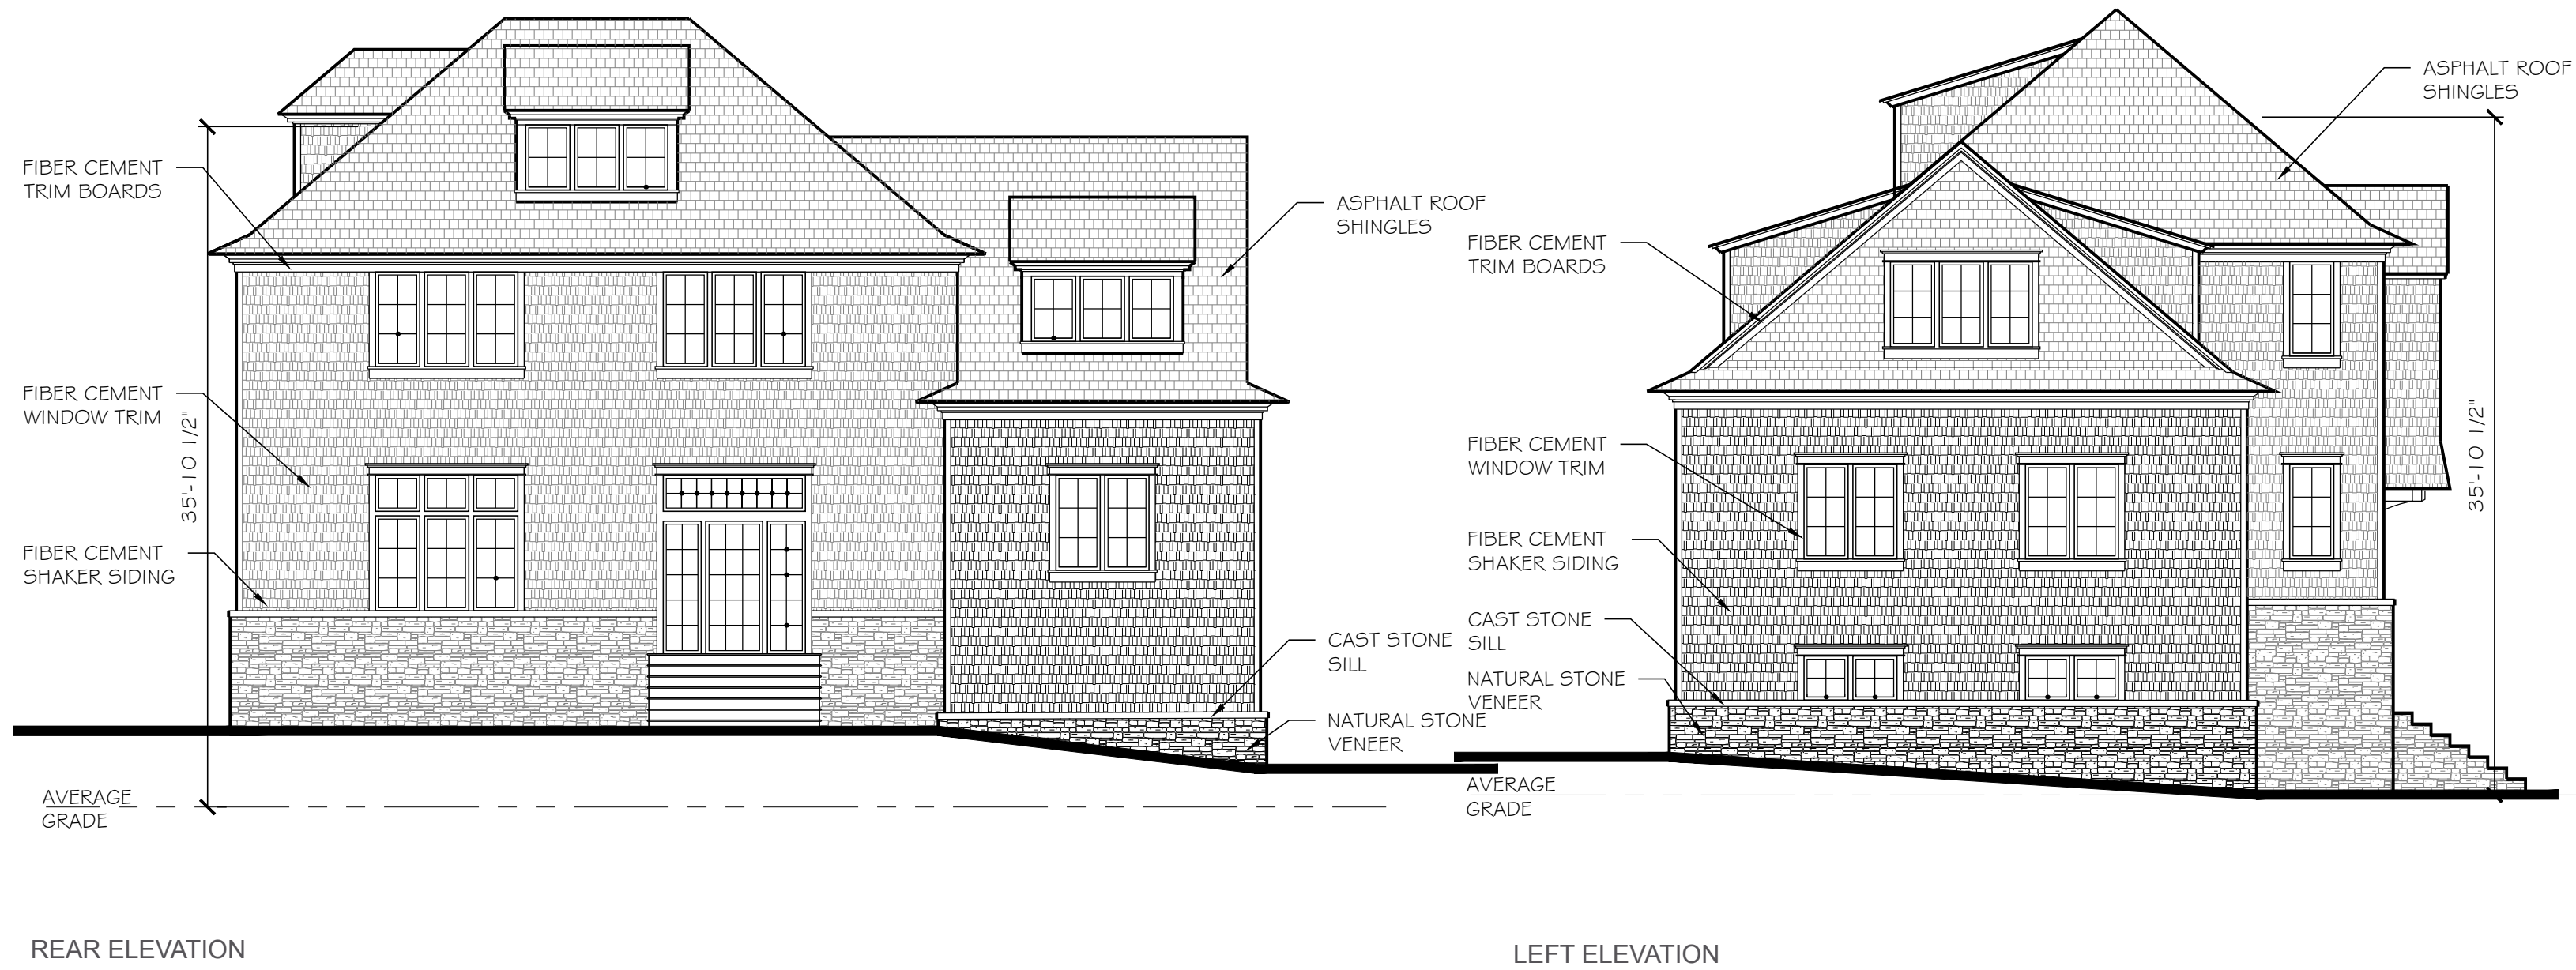 FIBER CEMENT
TRIM BOARDS
FIBER CEMENT
WINDOW TRIM
35'-10 1/2"
FIBER CEMENT
SHAKER SIDING
AVERAGE
GRADE
ASPHALT ROOF
SHINGLES
CAST STONE
SILL
NATURAL STONE
VENEER
REAR ELEVATION
ASPHALT ROOF
SHINGLES
FIBER CEMENT
TRIM BOARDS
FIBER CEMENT
WINDOW TRIM
35'-10 1/2"
FIBER CEMENT
SHAKER SIDING
CAST STONE
SILL
NATURAL STONE
VENEER
AVERAGE
GRADE
LEFT ELEVATION